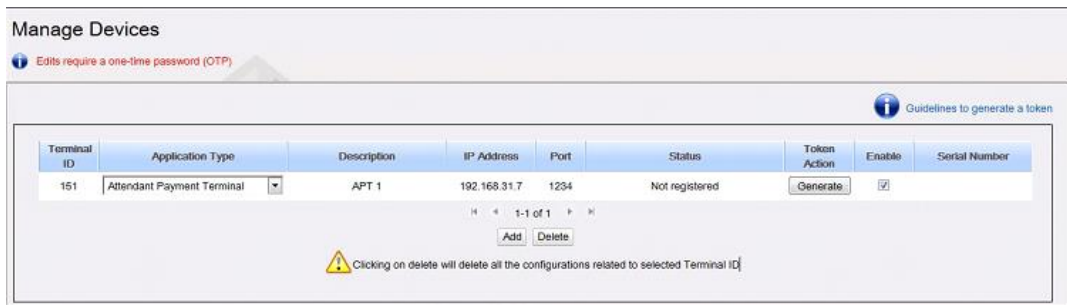 Manage Devices
Edits require a one-time password (OTP)
Guidelines to generate a token
Terminal ID Application Type Description IP Address Port Status Token Action Enable Serial Number
151 Attendant Payment Terminal APT 1 192.168.31.7 1234 Not registered Generate
1-1 of 1
Add Delete
Clicking on delete will delete all the configurations related to selected Terminal ID